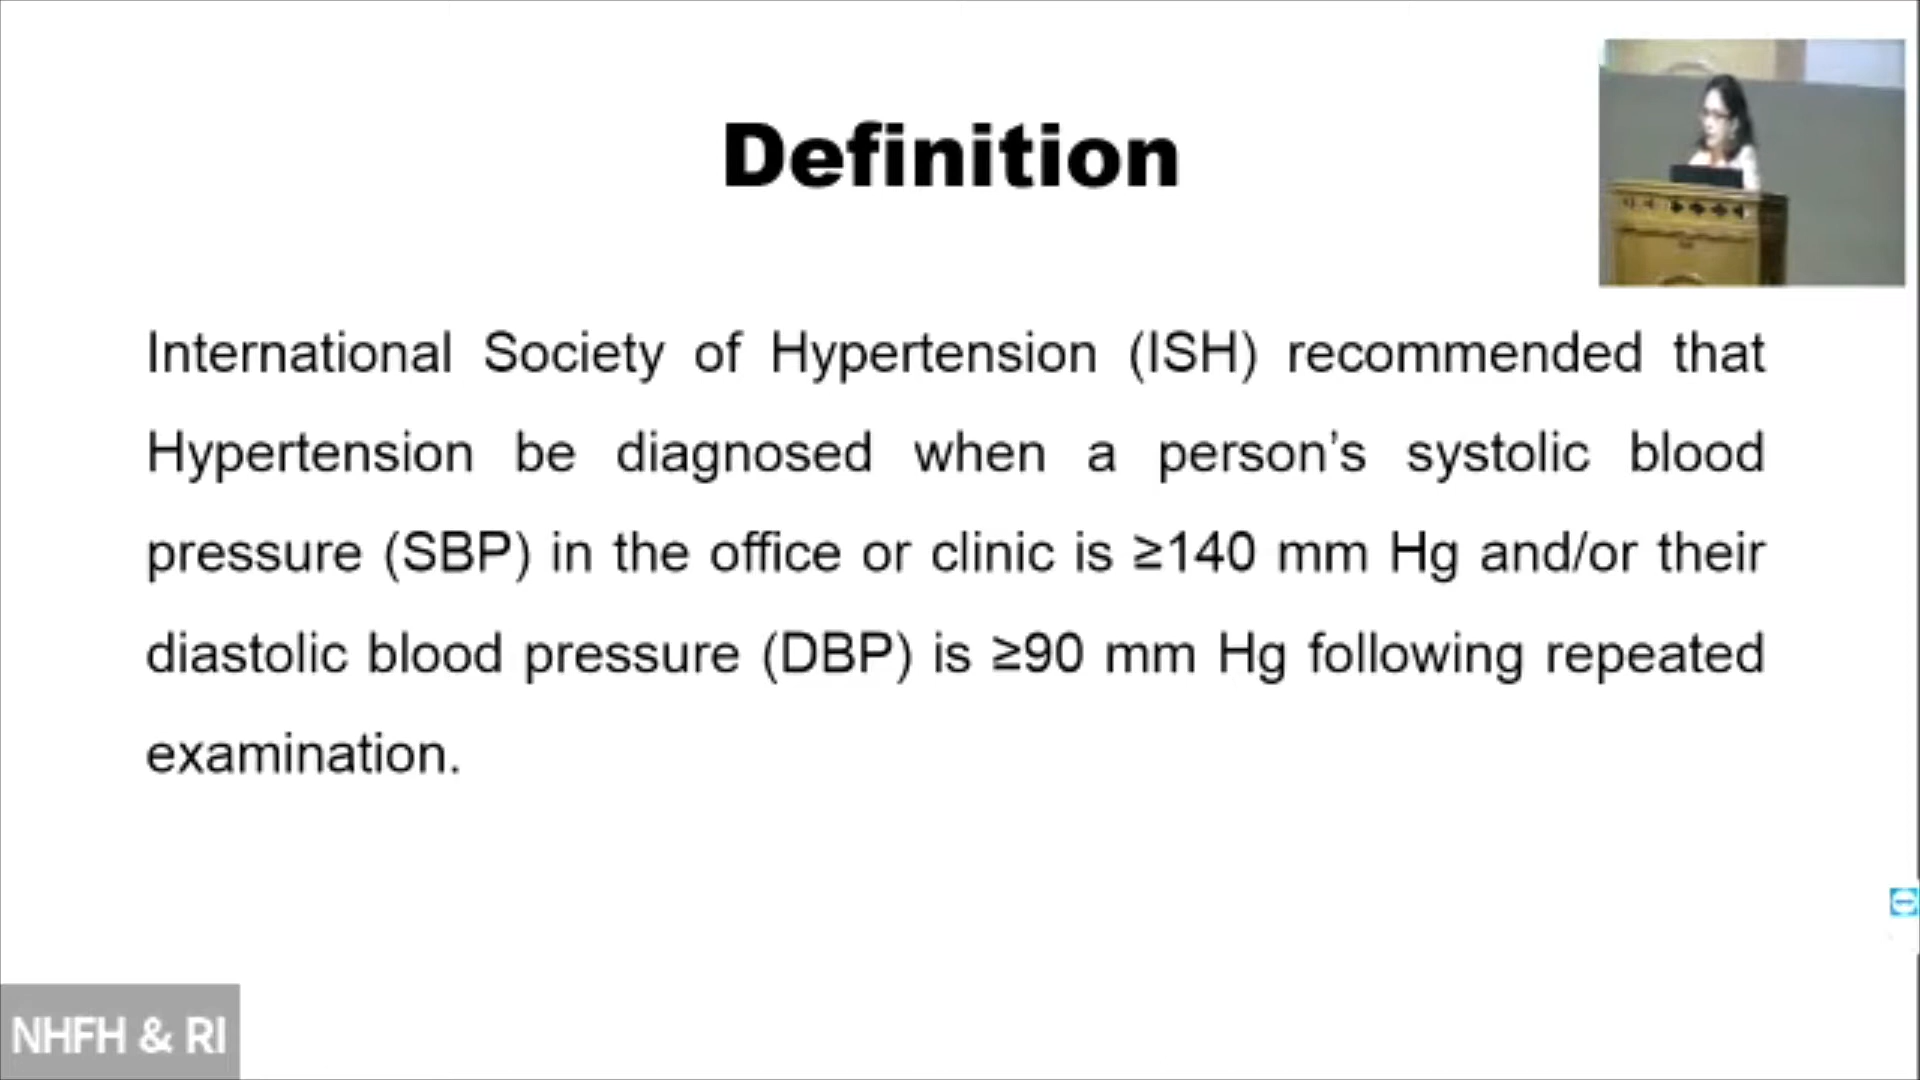 Definition
International Society of Hypertension (ISH) recommended that
Hypertension be diagnosed when a person’s systolic blood
pressure (SBP) in the office or clinic is ≥140 mm Hg and/or their
diastolic blood pressure (DBP) is ≥90 mm Hg following repeated
examination.
NHFH & RI